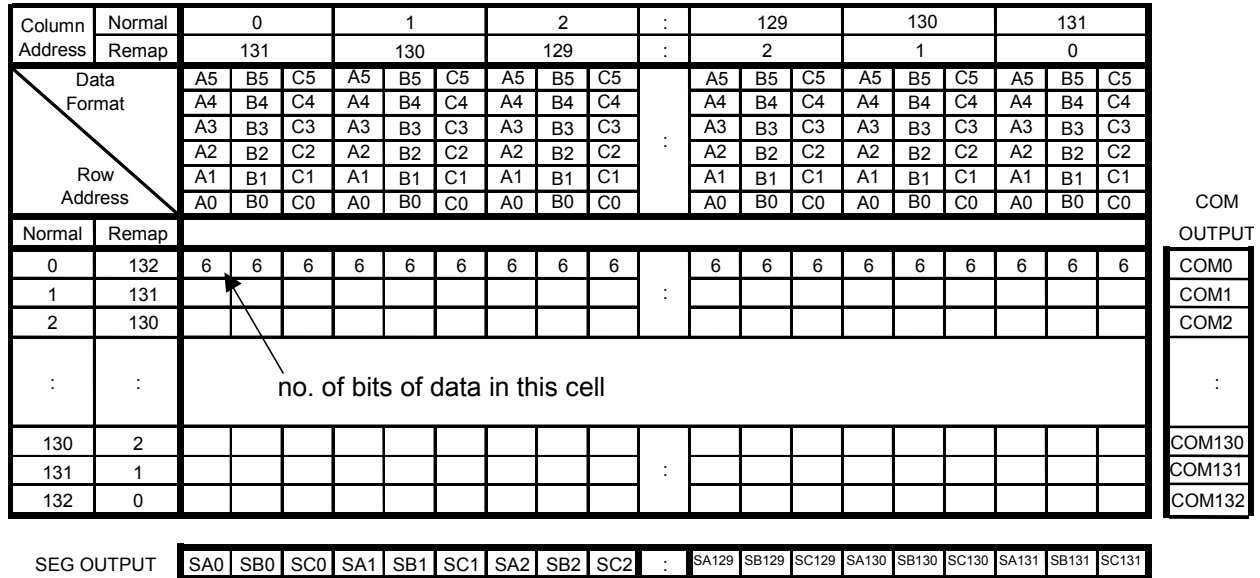 Column Normal 0 1 2 : 129 130 131
Address Remap 131 130 129 : 2 1 0
Data A5 B5 C5 A5 B5 C5 A5 B5 C5 A5 B5 C5 A5 B5 C5 A5 B5 C5
Format A4 B4 C4 A4 B4 C4 A4 B4 C4 A4 B4 C4 A4 B4 C4 A4 B4 C4
A3 B3 C3 A3 B3 C3 A3 B3 C3 : A3 B3 C3 A3 B3 C3 A3 B3 C3
A2 B2 C2 A2 B2 C2 A2 B2 C2 A2 B2 C2 A2 B2 C2 A2 B2 C2
Row A1 B1 C1 A1 B1 C1 A1 B1 C1 A1 B1 C1 A1 B1 C1 A1 B1 C1
Address A0 B0 C0 A0 B0 C0 A0 B0 C0 A0 B0 C0 A0 B0 C0 A0 B0 C0 COM
Normal Remap OUTPUT
0 132 6 6 6 6 6 6 6 6 6 6 6 6 6 6 6 6 6 6 COM0
1 131 : COM1
2 130 COM2
: : no. of bits of data in this cell :
130 2 COM130
131 1 : COM131
132 0 COM132
SEG OUTPUT SA0 SB0 SC0 SA1 SB1 SC1 SA2 SB2 SC2 : SA129 SB129 SC129 SA130 SB130 SC130 SA131 SB131 SC131